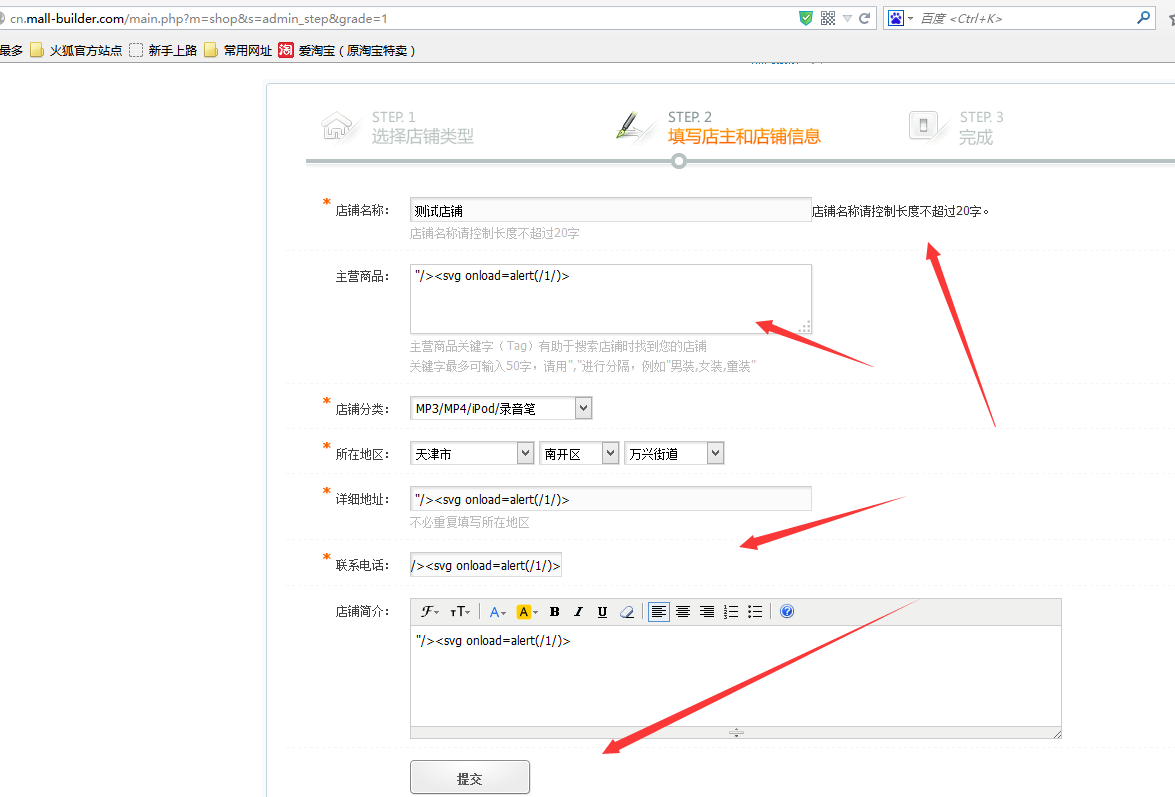 cn.mall-builder.com/main.php?m=shop&s=admin_step&grade=1
百度 <Ctrl+K>
最多 火狐官方站点 新手上路 常用网址 淘 爱淘宝（原淘宝特卖）
STEP. 1
选择店铺类型
STEP. 2
填写店主和店铺信息
STEP. 3
完成
* 店铺名称： 测试店铺 店铺名称请控制长度不超过20字。
店铺名称请控制长度不超过20字
主营商品： "/><svg onload=alert(/1/)>
主营商品关键字（Tag）有助于搜索店铺时找到您的店铺
关键字最多可输入50字，请用","进行分隔，例如"男装,女装,童装"
* 店铺分类： MP3/MP4/iPod/录音笔
* 所在地区： 天津市 南开区 万兴街道
* 详细地址： "/><svg onload=alert(/1/)>
不必重复填写所在地区
* 联系电话： /><svg onload=alert(/1/)>
店铺简介： ℱ TT A A B I U
"/><svg onload=alert(/1/)>
提交